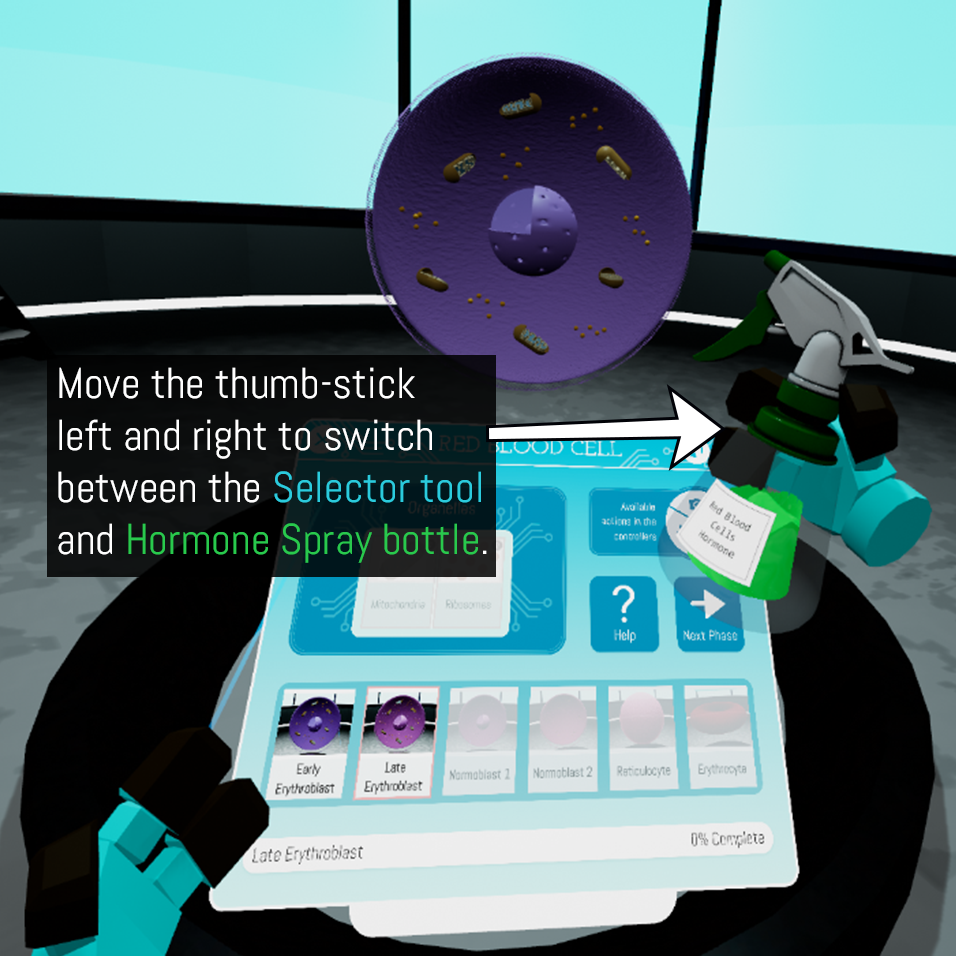 Move the thumb-stick
left and right to switch
between the Selector tool
and Hormone Spray bottle.
RED BLOOD CELL
Organelles
Mitochondria
Ribosomes
Available
actions in the
controllers
Red Blood
Cells
Hormone
Help
Next Phase
Early
Erythroblast
Late
Erythroblast
Normoblast 1
Normoblast 2
Reticulocyte
Erythrocyte
Late Erythroblast
0% Complete